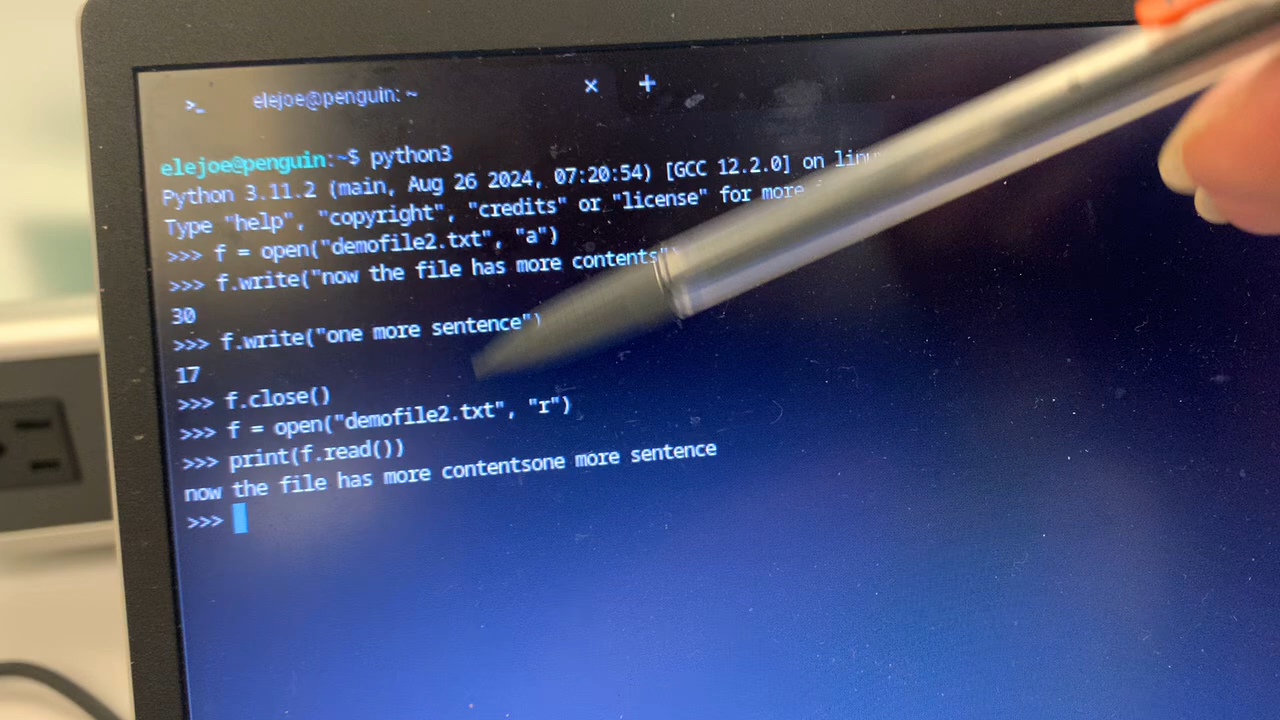 >_ elejoe@penguin: ~ × +
elejoe@penguin:~$ python3
Python 3.11.2 (main, Aug 26 2024, 07:20:54) [GCC 12.2.0] on
Type "help", "copyright", "credits" or "license" for more
>>> f = open("demofile2.txt", "a")
>>> f.write("now the file has more contents")
30
>>> f.write("one more sentence")
17
>>> f.close()
>>> f = open("demofile2.txt", "r")
>>> print(f.read())
now the file has more contentsone more sentence
>>>